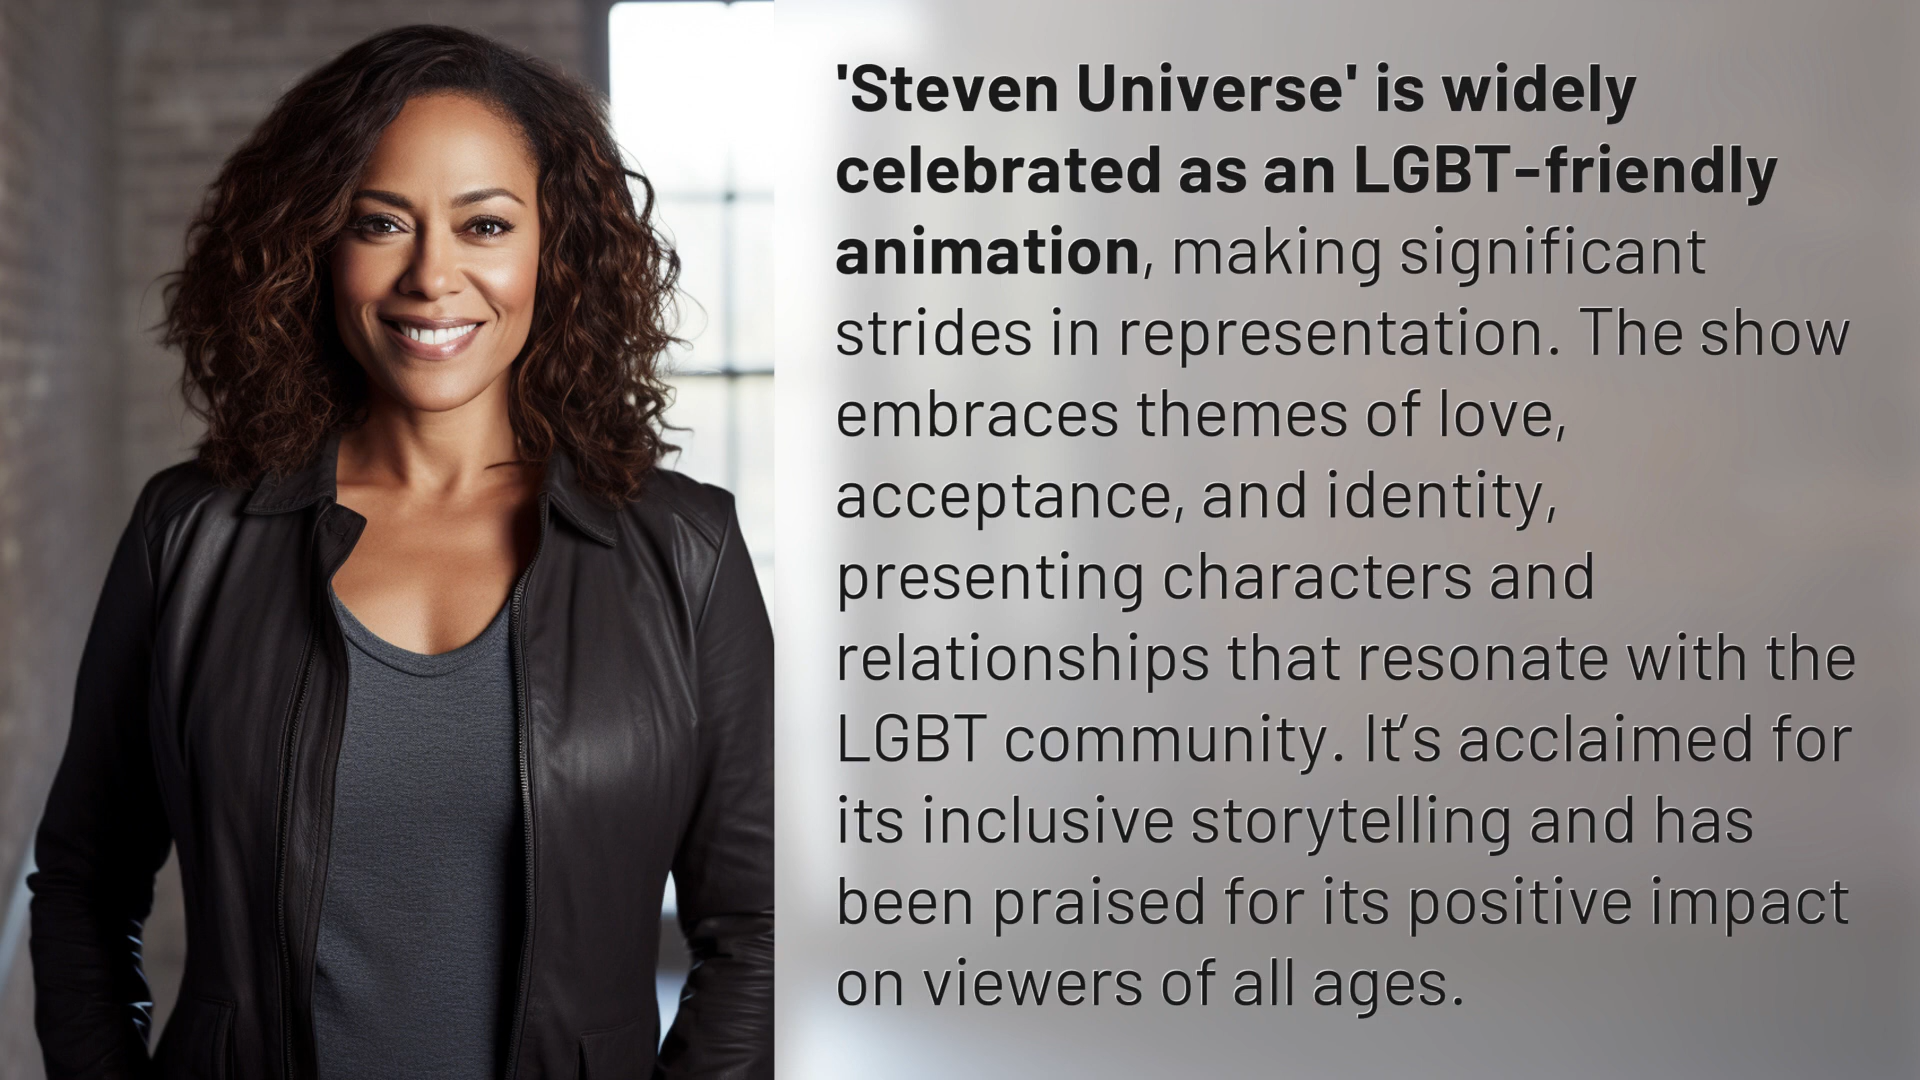 'Steven Universe' is widely
celebrated as an LGBT-friendly
animation, making significant
strides in representation. The show
embraces themes of love,
acceptance, and identity,
presenting characters and
relationships that resonate with the
LGBT community. It’s acclaimed for
its inclusive storytelling and has
been praised for its positive impact
on viewers of all ages.